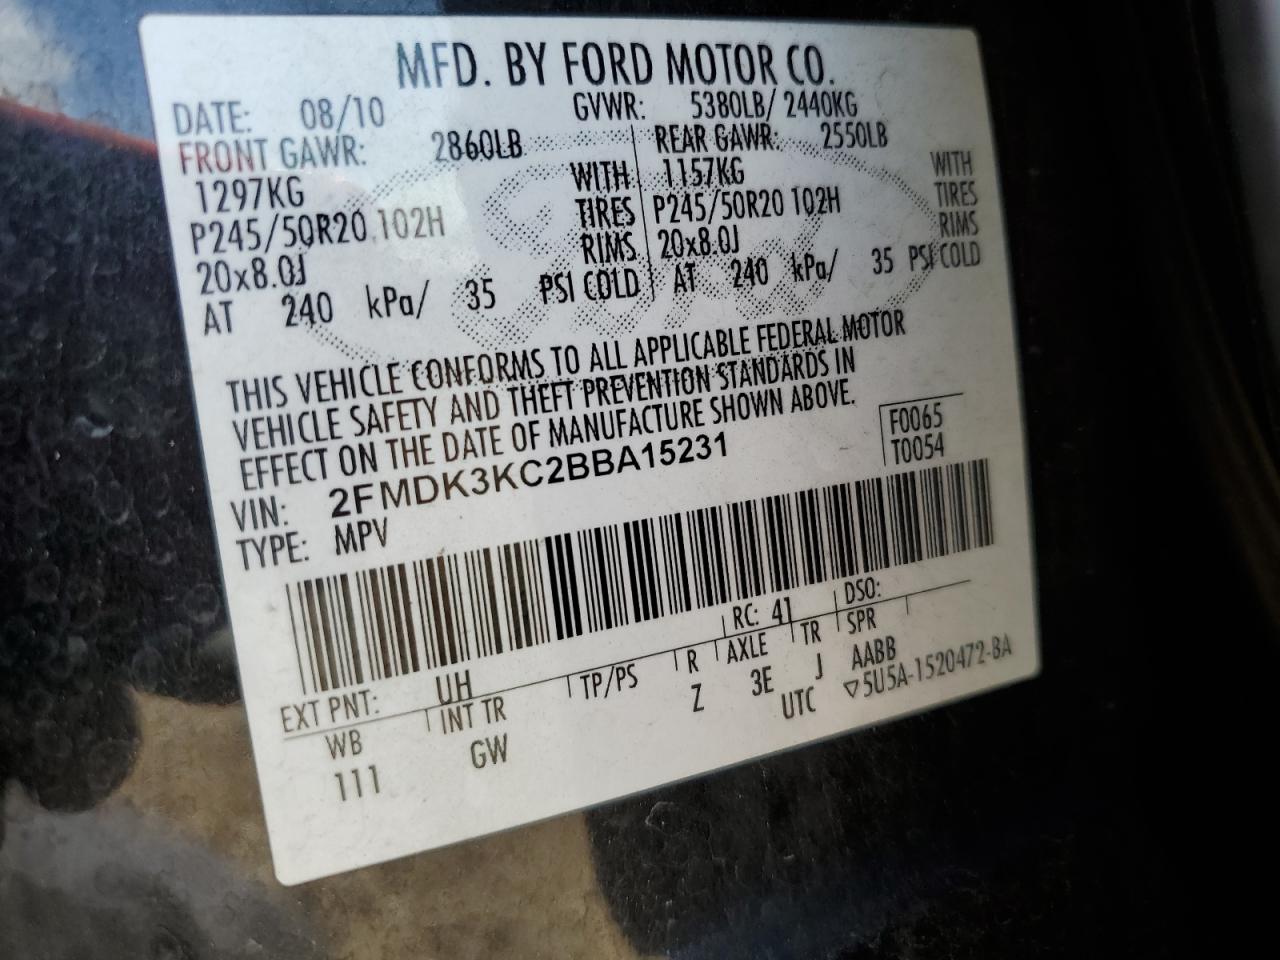 MFD. BY FORD MOTOR CO.
DATE: 08/10 GVWR: 5380LB/ 2440KG
FRONT GAWR: 2860LB REAR GAWR: 2550LB
1297KG WITH 1157KG WITH
P245/50R20 102H TIRES P245/50R20 102H TIRES
20x8.0J RIMS 20x8.0J RIMS
AT 240 kPa/ 35 PSI COLD AT 240 kPa/ 35 PSI COLD
THIS VEHICLE CONFORMS TO ALL APPLICABLE FEDERAL MOTOR
VEHICLE SAFETY AND THEFT PREVENTION STANDARDS IN
EFFECT ON THE DATE OF MANUFACTURE SHOWN ABOVE.
F0065
T0054
VIN: 2FMDK3KC2BBA15231
TYPE: MPV
EXT PNT: UH RC: 41 DSO:
WB INT TR TP/PS R AXLE TR SPR
111 GW Z 3E J AABB
UTC ▽5U5A-1520472-BA